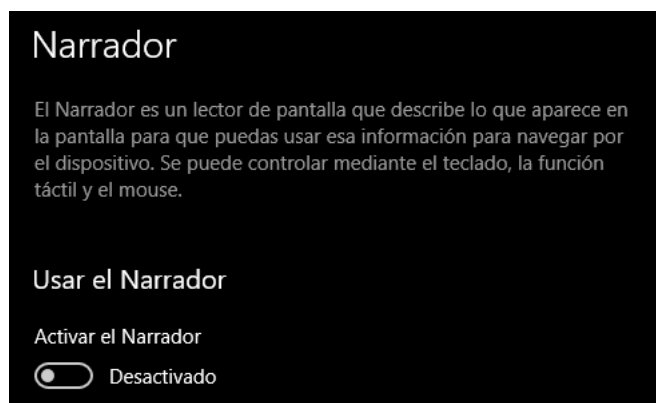 Narrador
El Narrador es un lector de pantalla que describe lo que aparece en
la pantalla para que puedas usar esa información para navegar por
el dispositivo. Se puede controlar mediante el teclado, la función
táctil y el mouse.
Usar el Narrador
Activar el Narrador
Desactivado